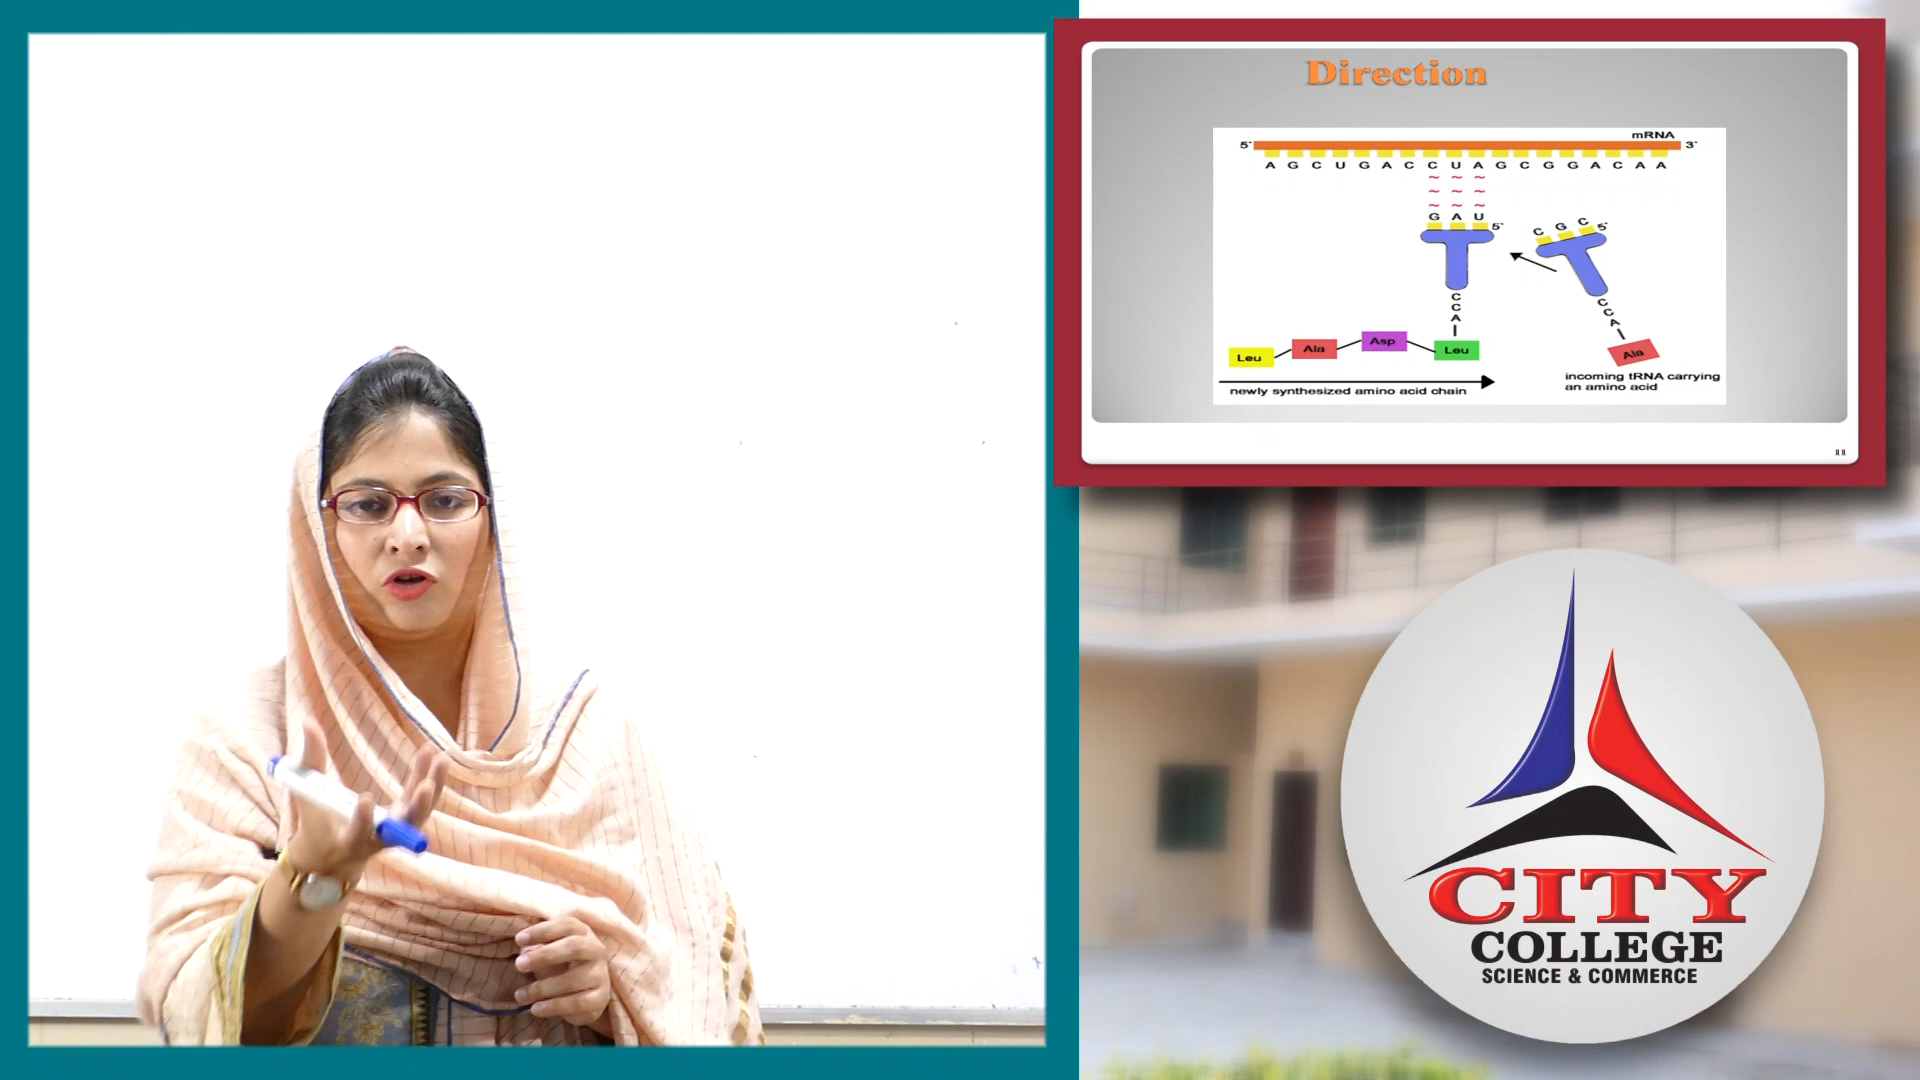 Direction
mRNA
5' 3'
A G C U G A C C U A G C G G A C A A
G A U 5'
C G C 5'
C
C
A
C
C
A
Leu Ala Asp Leu
Ala
newly synthesized amino acid chain
incoming tRNA carrying
an amino acid
11
CITY
COLLEGE
SCIENCE & COMMERCE